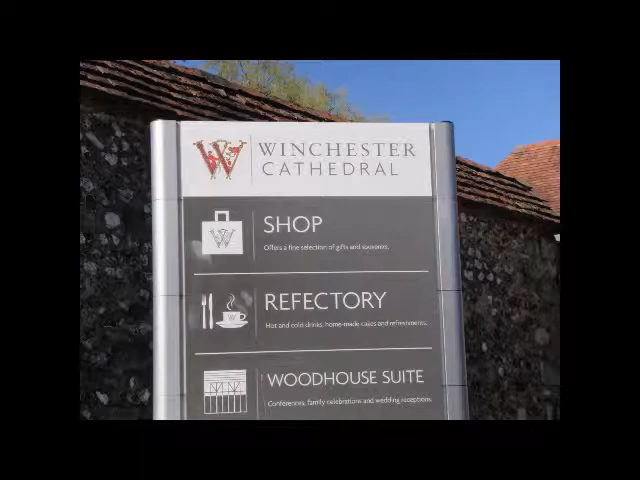 W WINCHESTER
CATHEDRAL
SHOP
Offers a fine selection of gifts and souvenirs.
REFECTORY
Hot and cold drinks, home-made cakes and refreshments.
WOODHOUSE SUITE
Conferences, family celebrations and wedding receptions.